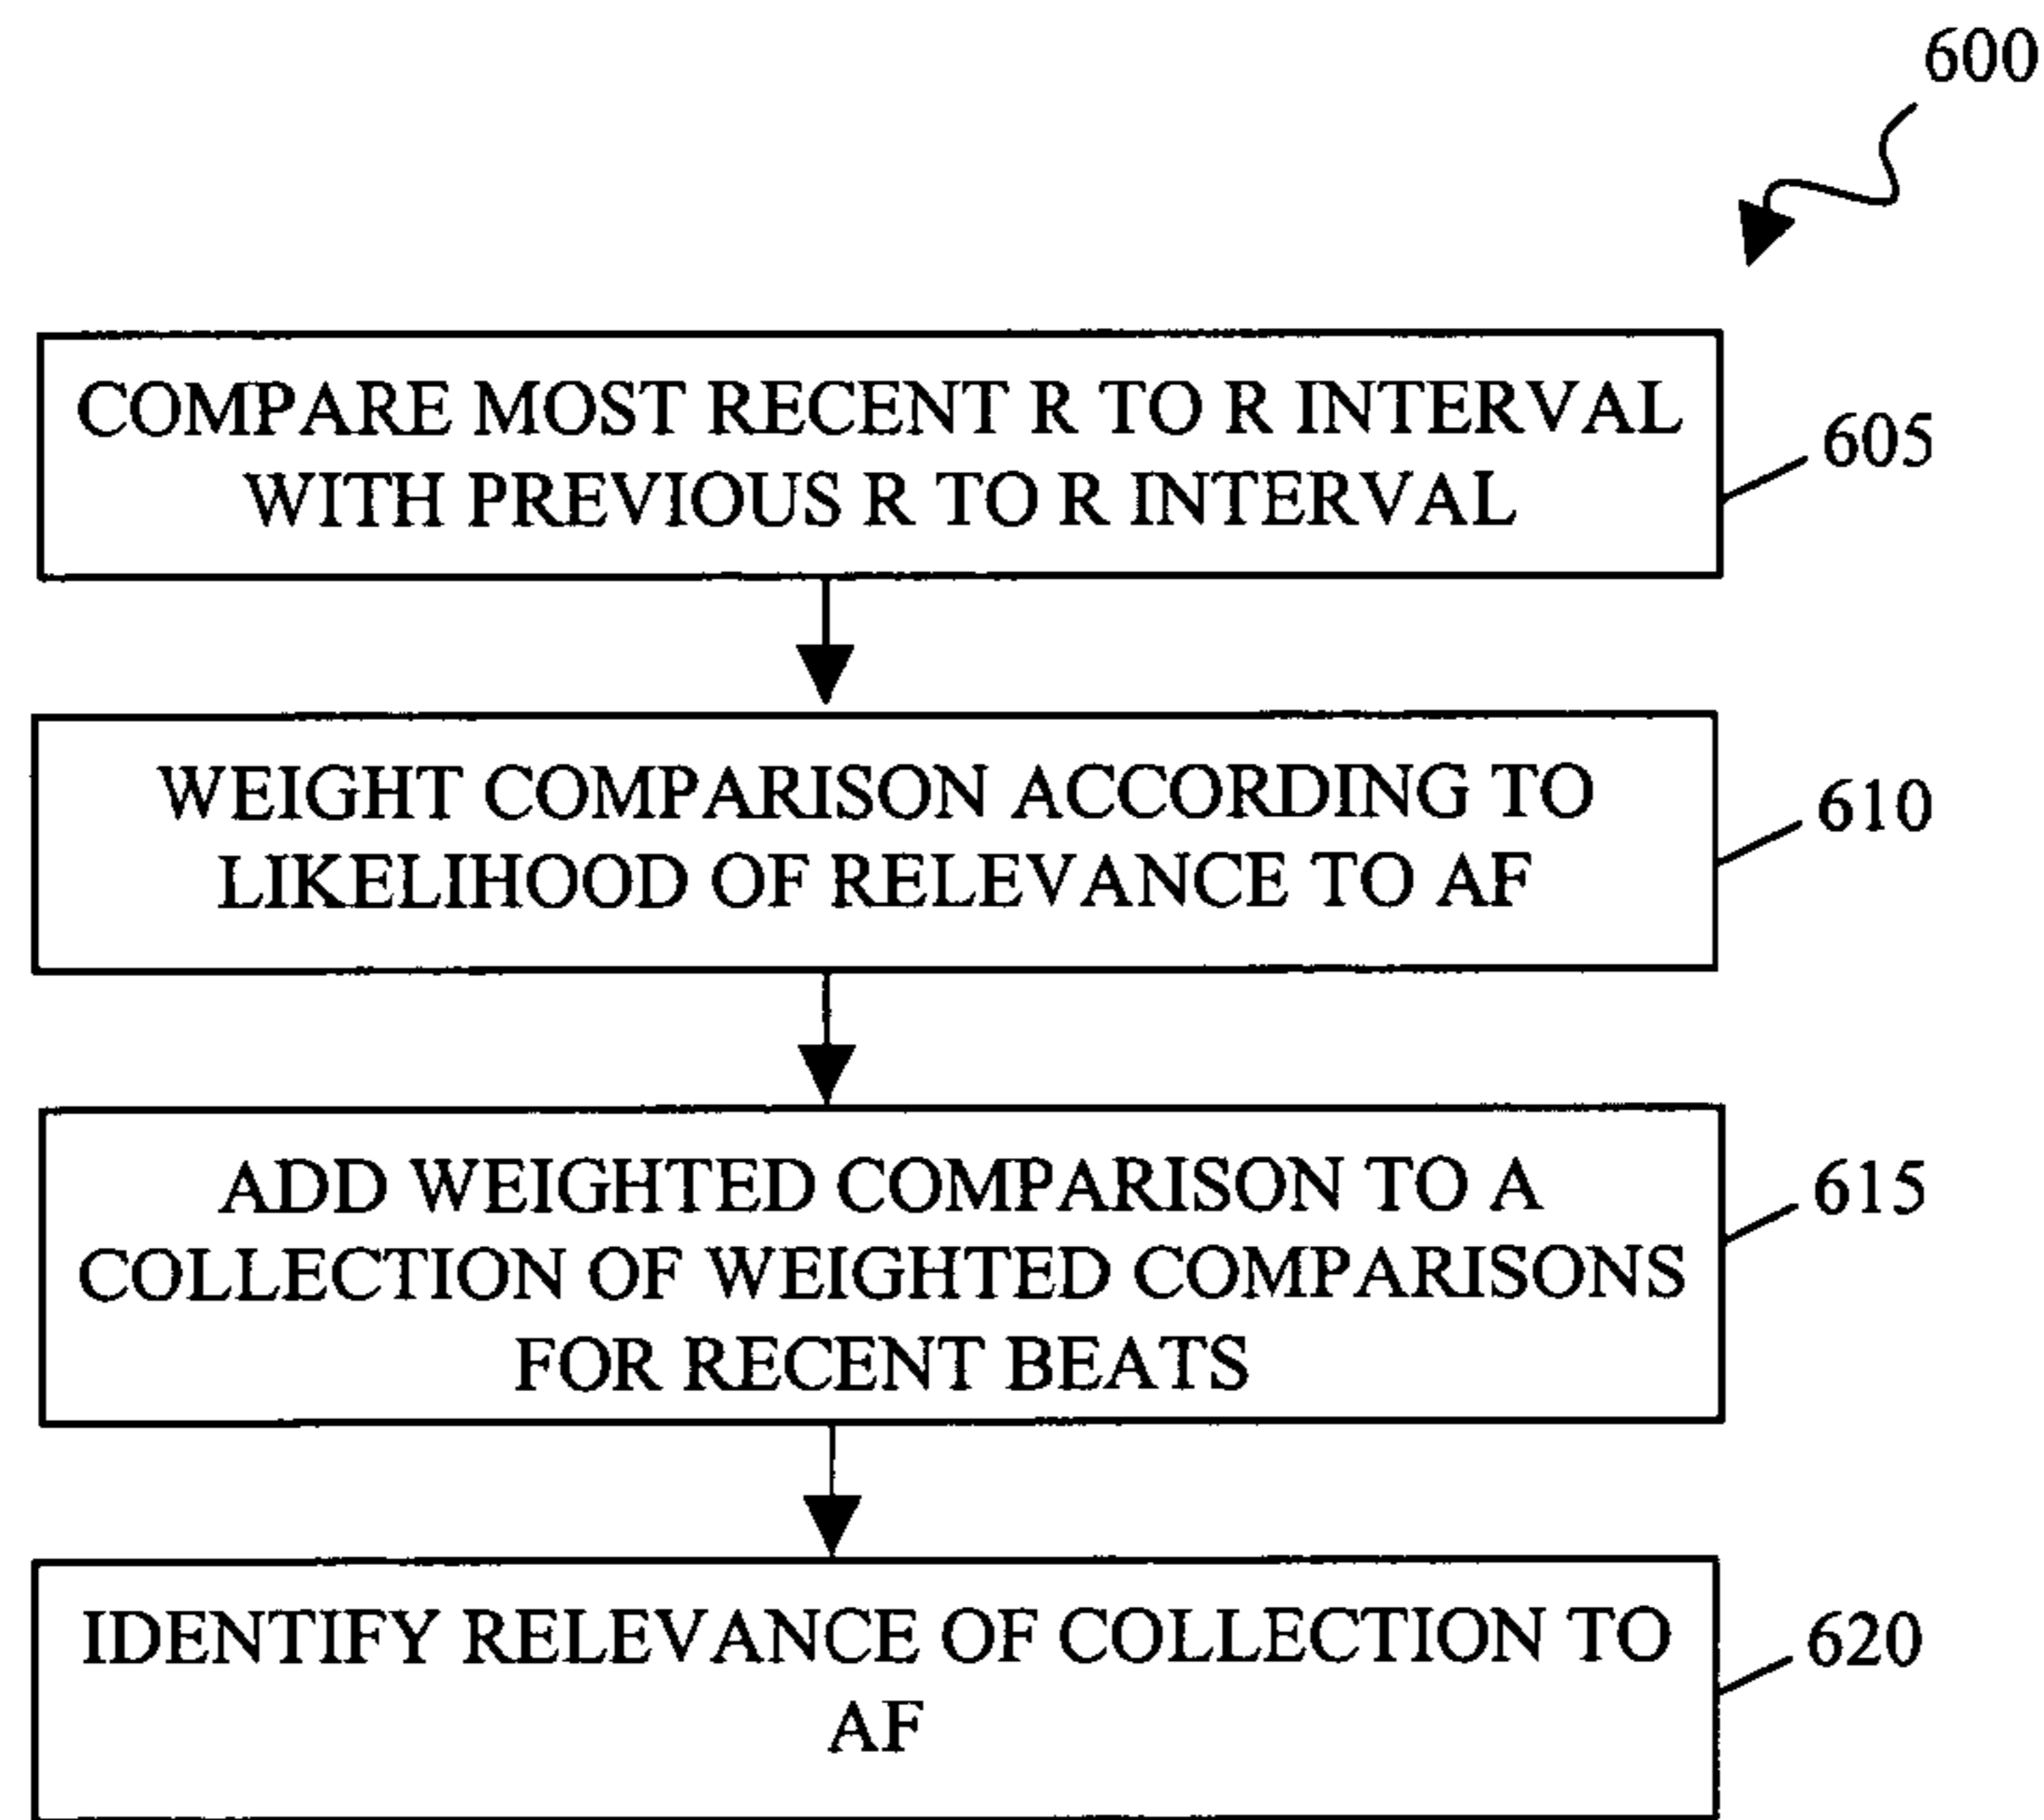 600
COMPARE MOST RECENT R TO R INTERVAL
WITH PREVIOUS R TO R INTERVAL
605
WEIGHT COMPARISON ACCORDING TO
LIKELIHOOD OF RELEVANCE TO AF
610
ADD WEIGHTED COMPARISON TO A
COLLECTION OF WEIGHTED COMPARISONS
FOR RECENT BEATS
615
IDENTIFY RELEVANCE OF COLLECTION TO
AF
620